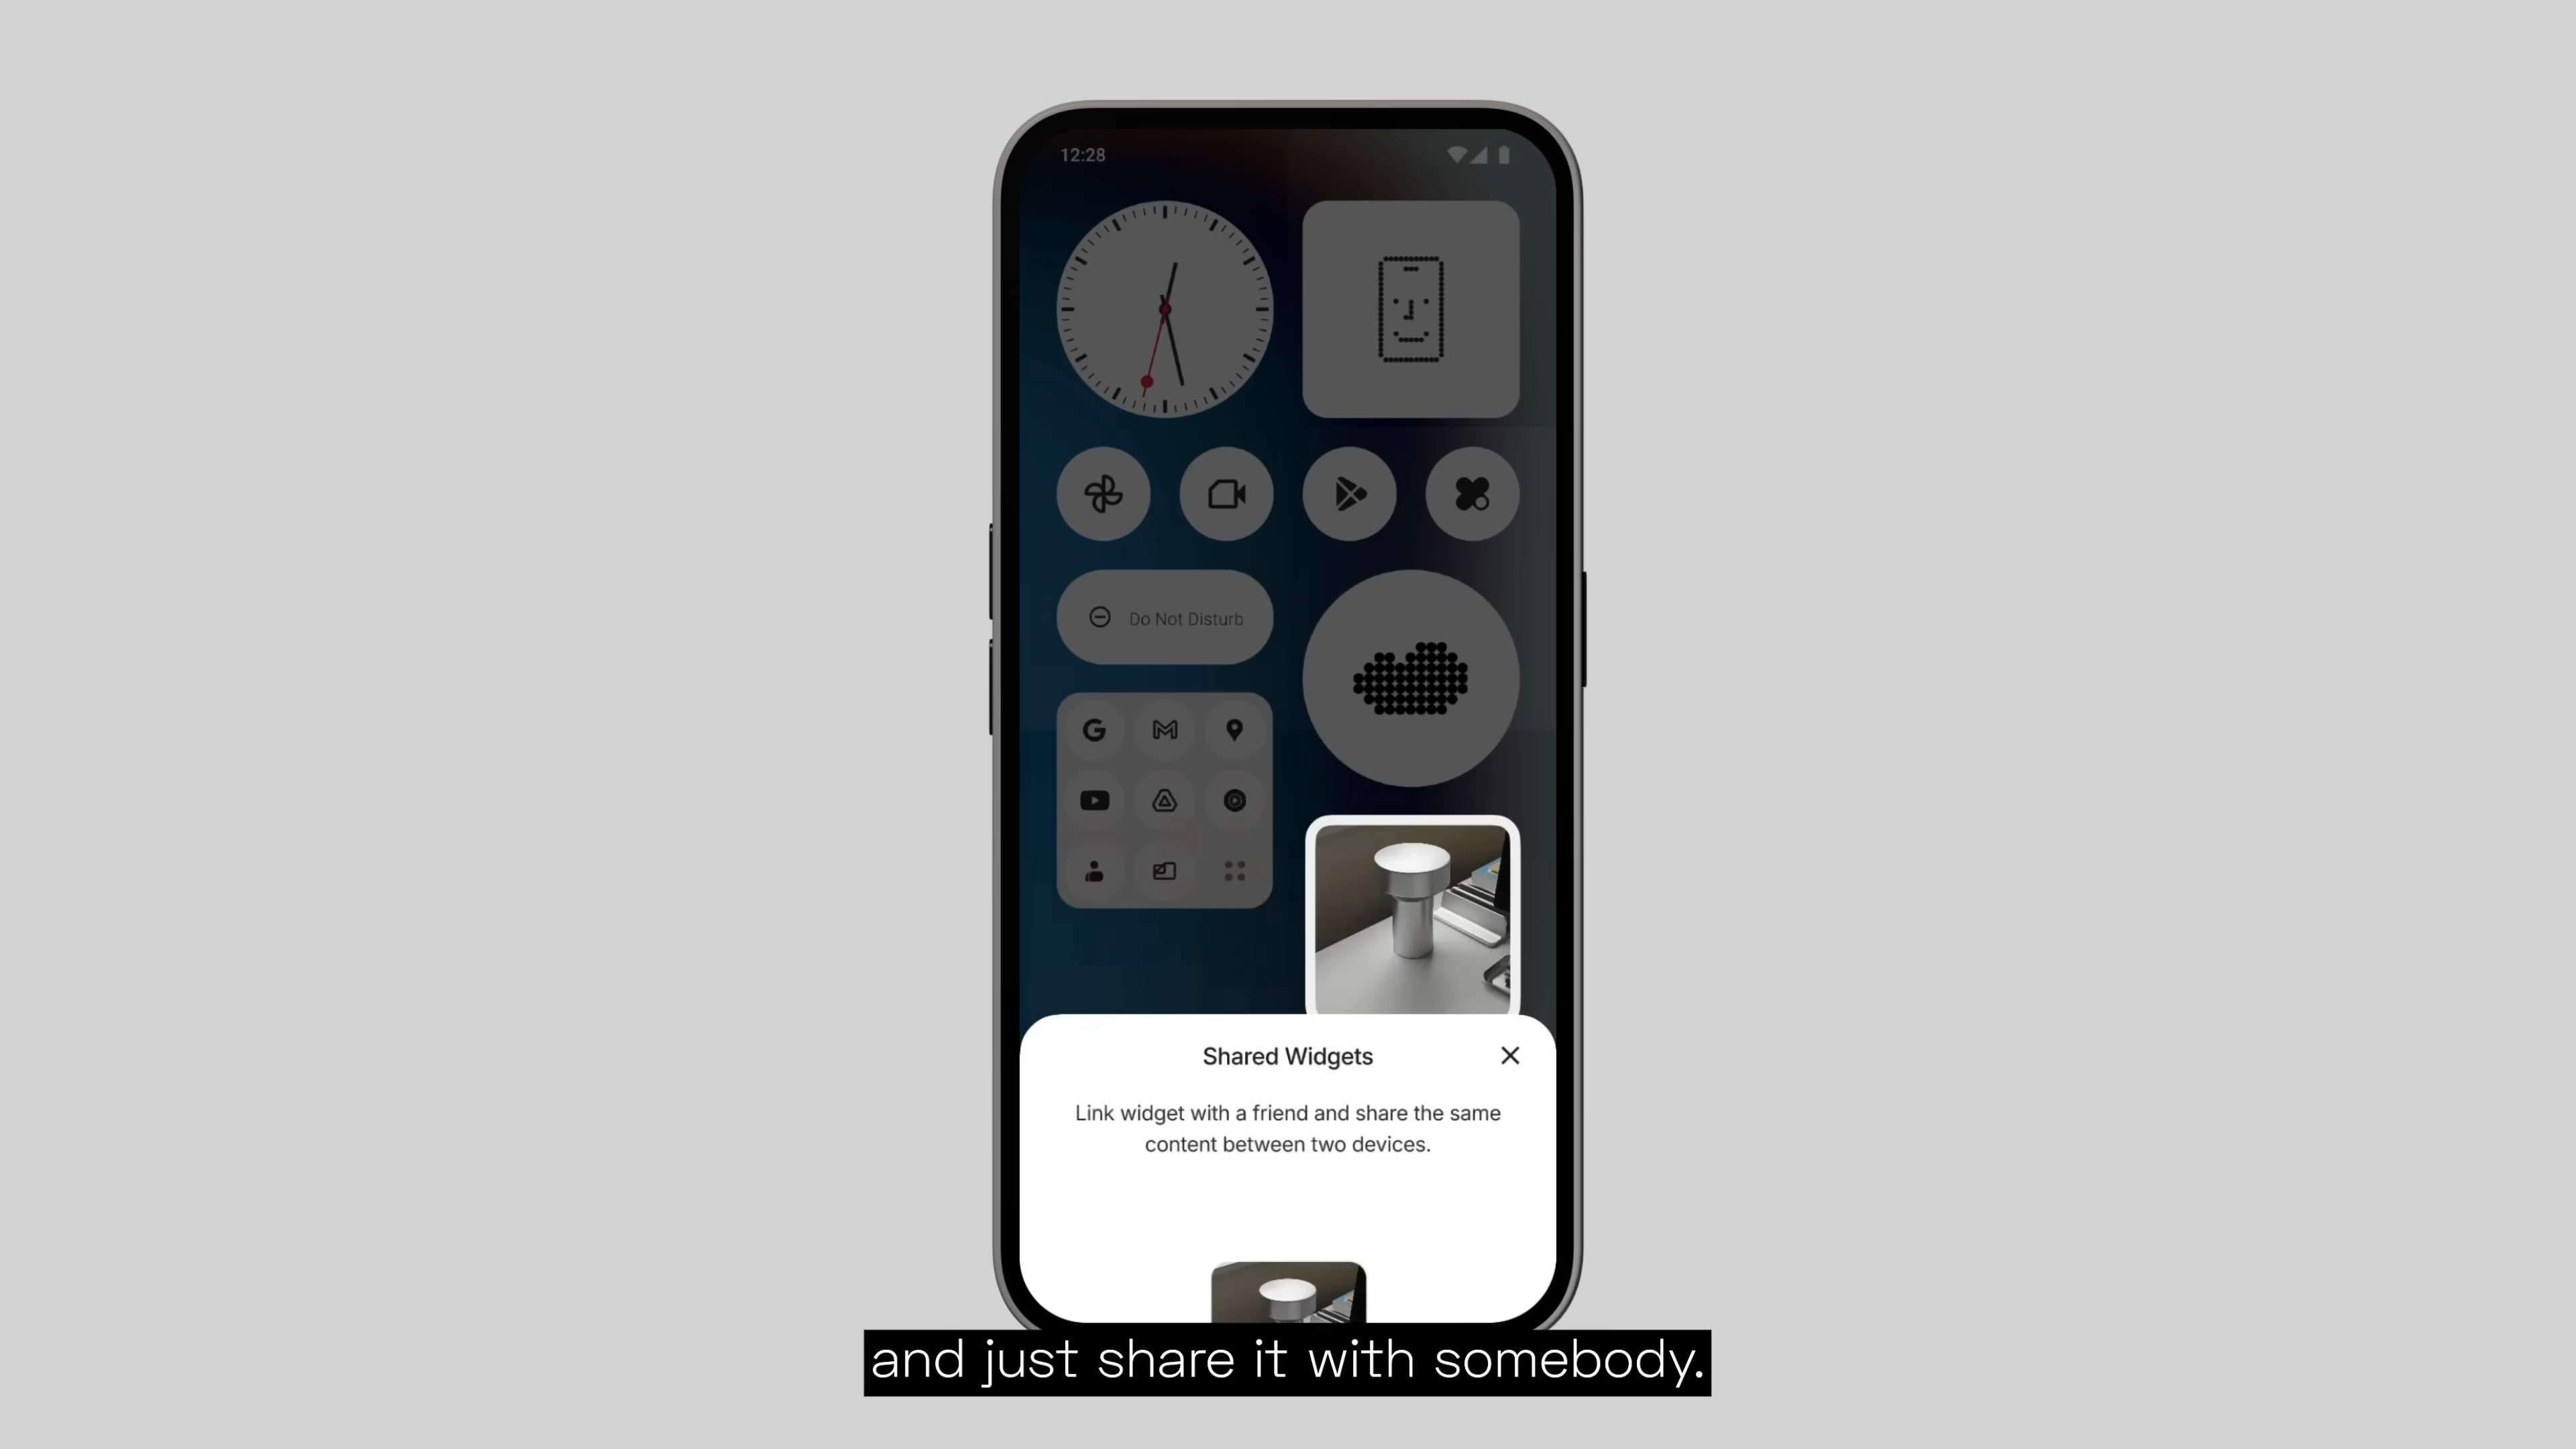 12:28
Do Not Disturb
Shared Widgets
Link widget with a friend and share the same
content between two devices.
and just share it with somebody.